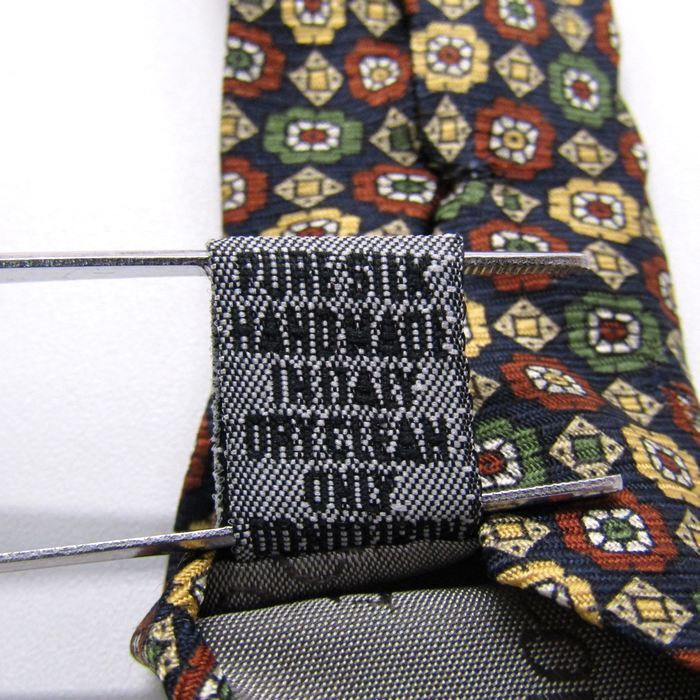 PURE SILK
HANDMADE
IN ITALY
DRY CLEAN
ONLY